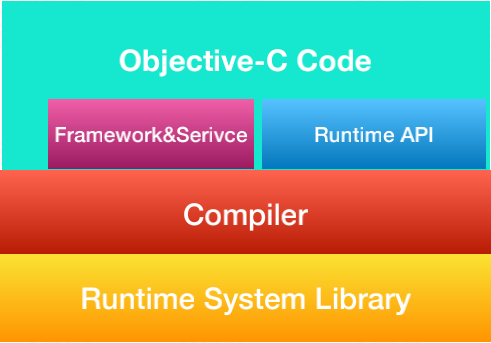 Objective-C Code
Framework&Serivce
Runtime API
Compiler
Runtime System Library